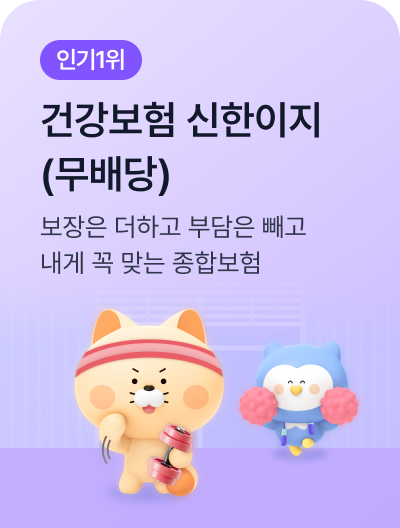 인기1위
건강보험 신한이지
(무배당)
보장은 더하고 부담은 빼고
내게 꼭 맞는 종합보험